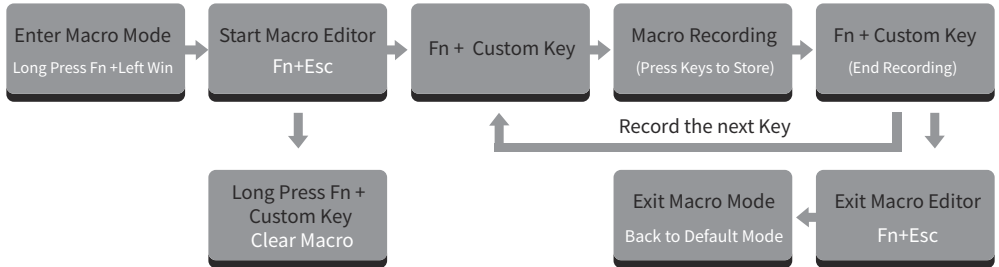 Enter Macro Mode
Long Press Fn +Left Win
Start Macro Editor
Fn+Esc
Fn + Custom Key
Macro Recording
(Press Keys to Store)
Fn + Custom Key
(End Recording)
Record the next Key
Long Press Fn +
Custom Key
Clear Macro
Exit Macro Mode
Back to Default Mode
Exit Macro Editor
Fn+Esc